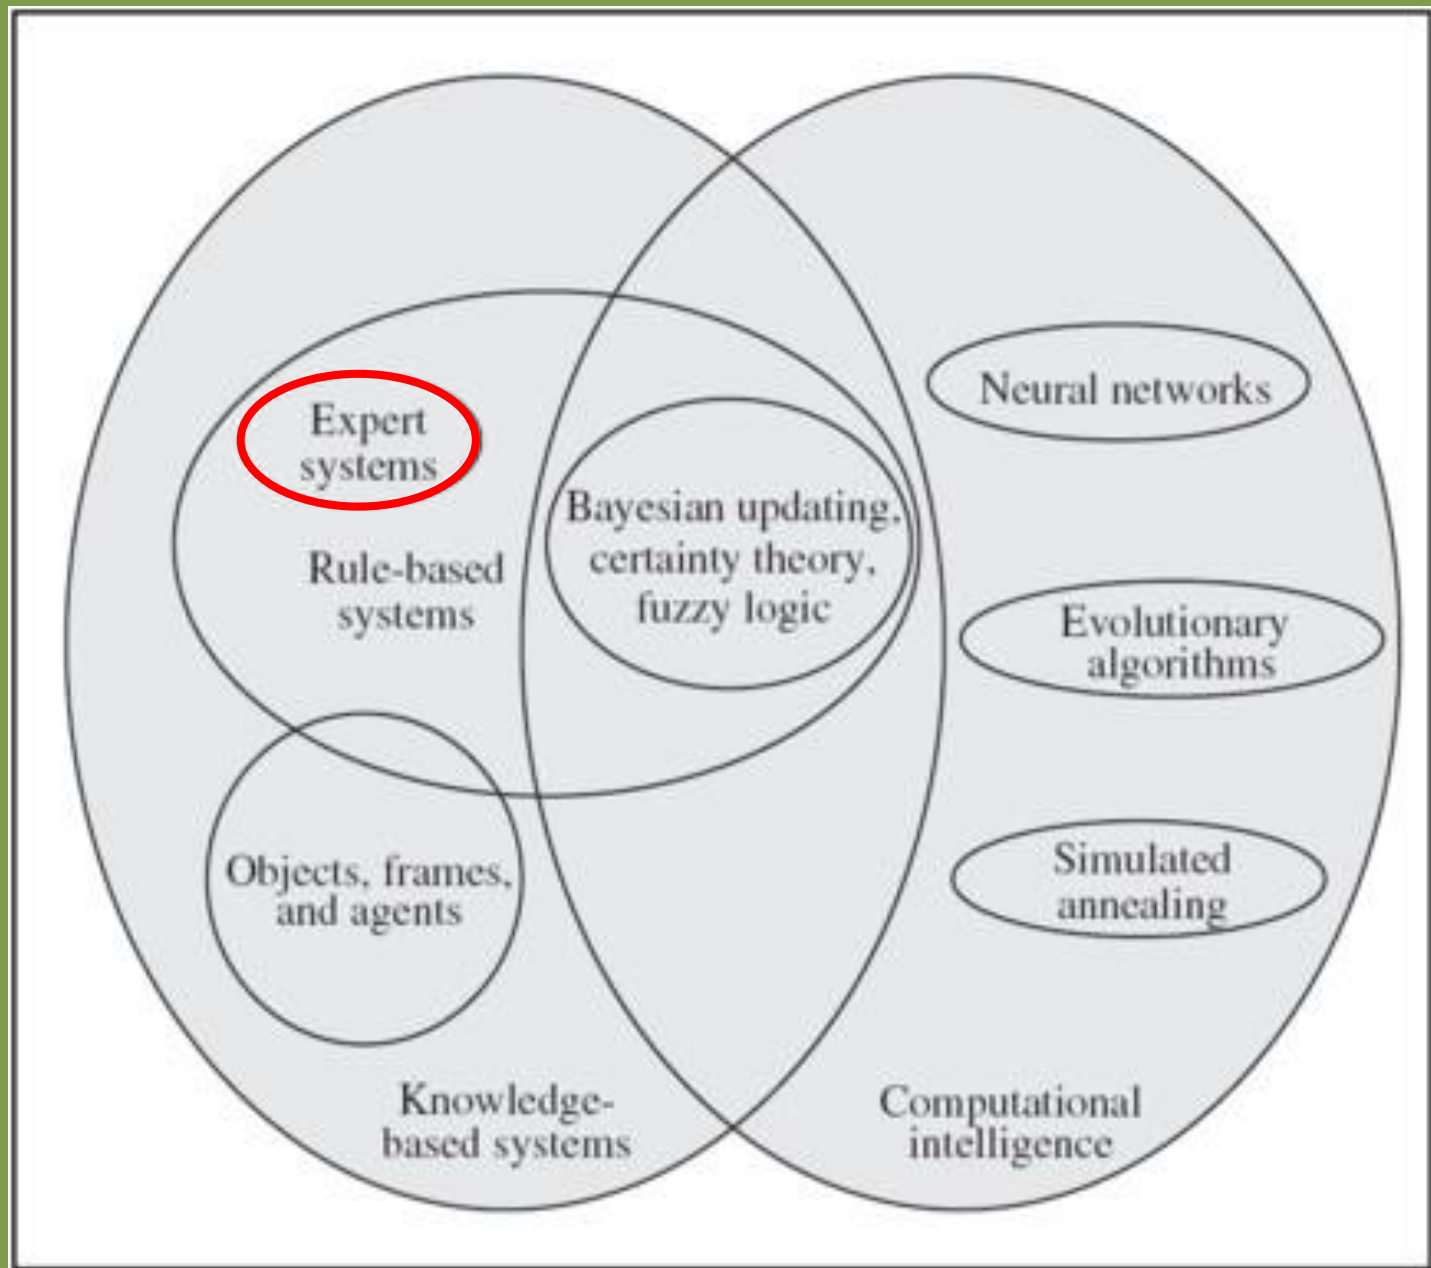 Expert
systems
Rule-based
systems
Bayesian updating,
certainty theory,
fuzzy logic
Neural networks
Evolutionary
algorithms
Objects, frames,
and agents
Simulated
annealing
Knowledge-
based systems
Computational
intelligence